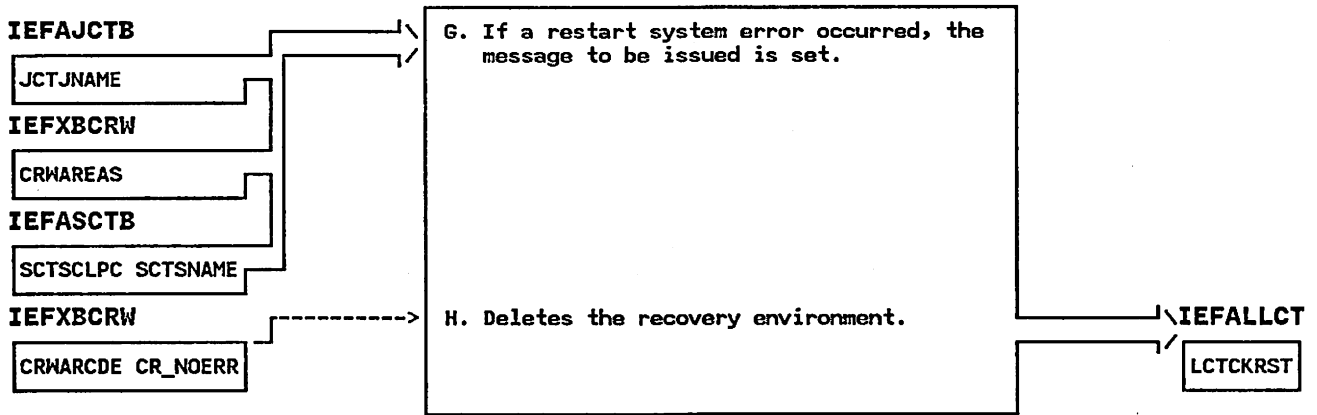 IEFAJCTB
JCTJNAME
IEFXBCRW
CRWAREAS
IEFASCTB
SCTSCLPC SCTSNAME
IEFXBCRW
CRWARCDE CR_NOERR
G. If a restart system error occurred, the
message to be issued is set.
H. Deletes the recovery environment.
IEFALLCT
LCTCKRST